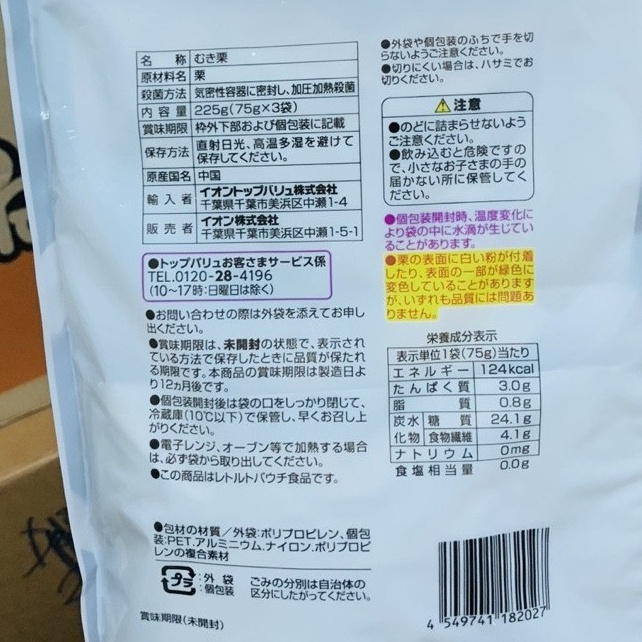 名称 むき栗
原材料名 栗
殺菌方法 気密性容器に密封し、加圧加熱殺菌
内容量 225g(75g×3袋)
賞味期限 枠外下部および個包装に記載
保存方法 直射日光、高温多湿を避けて
保存してください。
原産国名 中国
輸入者 イオントップバリュ株式会社
千葉県千葉市美浜区中瀬1-4
販売者 イオン株式会社
千葉県千葉市美浜区中瀬1-5-1
●トップバリュお客さまサービス係
TEL.0120-28-4196
(10〜17時:日曜日は除く)
●お問い合わせの際は外袋を添えてお申し
出ください。
●賞味期限は、未開封の状態で、表示され
ている方法で保存したときに品質が保たれ
る期限です。本商品の賞味期限は製造日よ
り12ヵ月後です。
●個包装開封後は袋の口をしっかり閉じて、
冷蔵庫(10℃以下)で保管し、早くお召し上
がりください。
●電子レンジ、オーブン等で加熱する場合
は、必ず袋から取り出してください。
●この商品はレトルトパウチ食品です。
●包材の材質/外袋:ポリプロピレン、個包
装:PET、アルミニウム、ナイロン、ポリプロピ
レンの複合素材
プラ :外袋
:個包装
ごみの分別は自治体の
区分にしたがってください。
賞味期限(未開封)
●外袋や個包装のふちで手を切
らないようご注意ください。
●切りにくい場合は、ハサミでお
切りください。
注意
●のどに詰まらせないよう
ご注意ください。
●飲み込むと危険ですの
で、小さなお子さまの手の
届かない所に保管してく
ださい。
●個包装開封時、温度変化に
より袋の中に水滴が生じてい
ることがあります。
●栗の表面に白い粉が付着
したり、表面の一部が緑色に
変色していることがあります
が、いずれも品質には問題あ
りません。
栄養成分表示
表示単位1袋(75g)当たり
エネルギー 124kcal
たんぱく質 3.0g
脂質 0.8g
炭水化物 糖質 24.1g
食物繊維 4.1g
ナトリウム 0mg
食塩相当量 0.0g
4 549741 182027